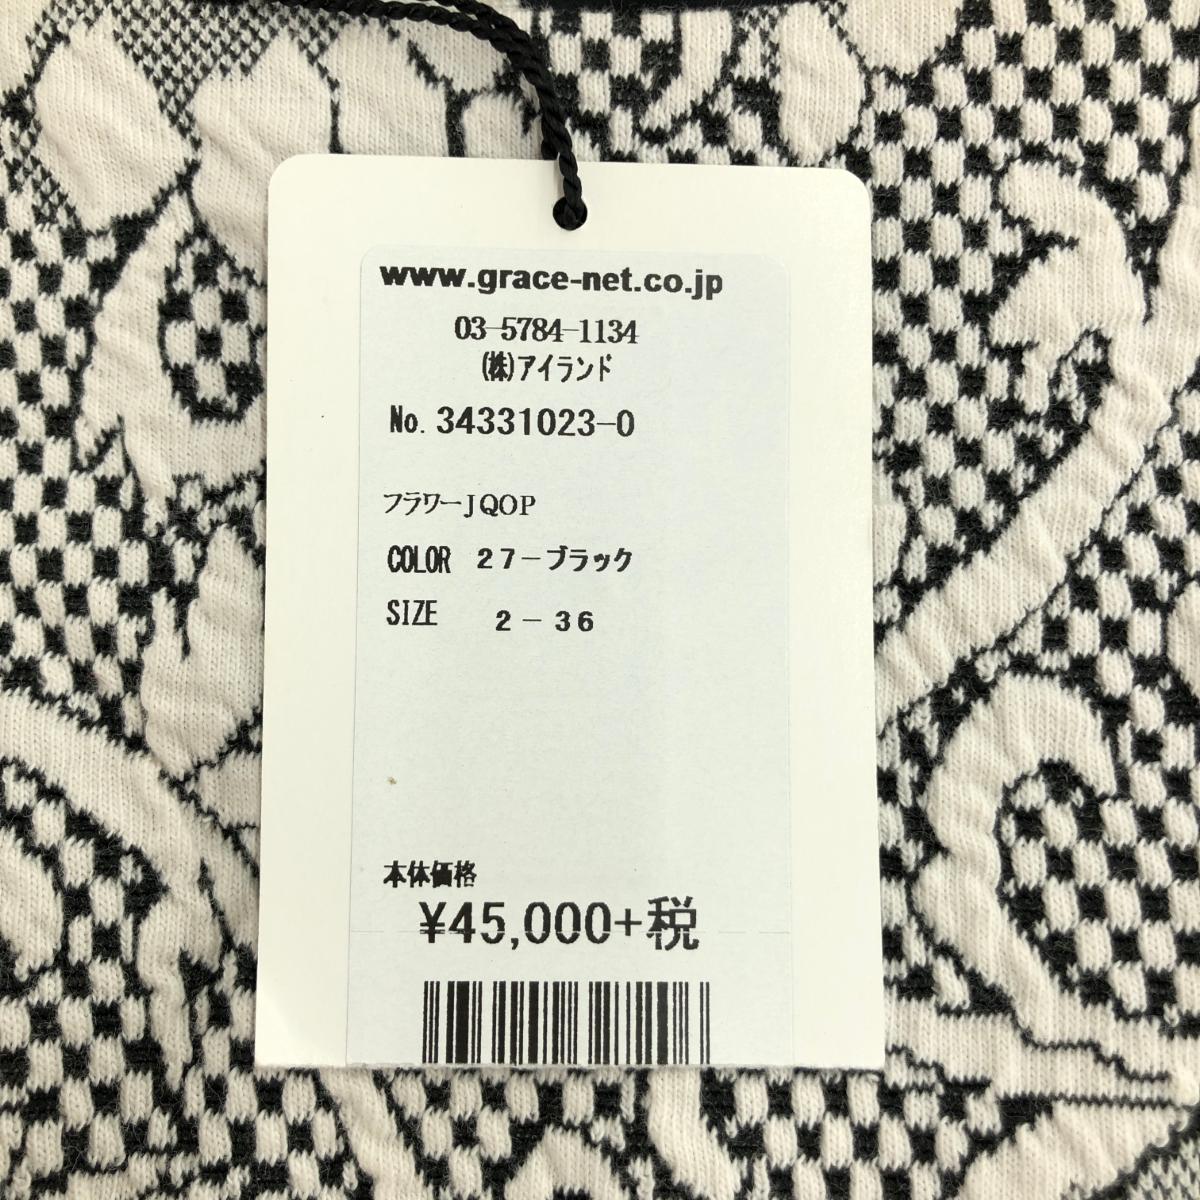 www.grace-net.co.jp
03-5784-1134
(株)アイランド
No. 34331023-0
フラワーJQOP
COLOR 27-ブラック
SIZE 2-36
本体価格
¥45,000+税